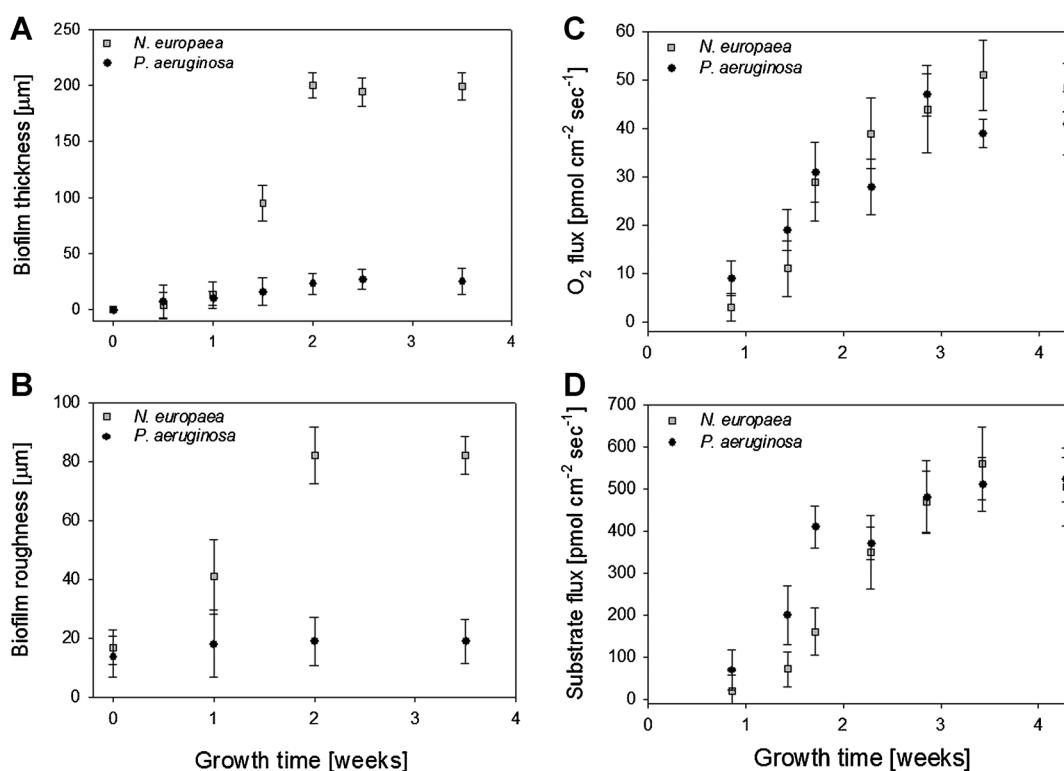 A
Biofilm thickness [µm]
250
200
150
100
50
0
N. europaea
P. aeruginosa
0 1 2 3 4
B
Biofilm roughness [µm]
100
80
60
40
20
0
N. europaea
P. aeruginosa
0 1 2 3 4
Growth time [weeks]
C
O2 flux [pmol cm-2 sec-1]
60
50
40
30
20
10
0
N. europaea
P. aeruginosa
0 1 2 3 4
D
Substrate flux [pmol cm-2 sec-1]
700
600
500
400
300
200
100
0
N. europaea
P. aeruginosa
0 1 2 3 4
Growth time [weeks]